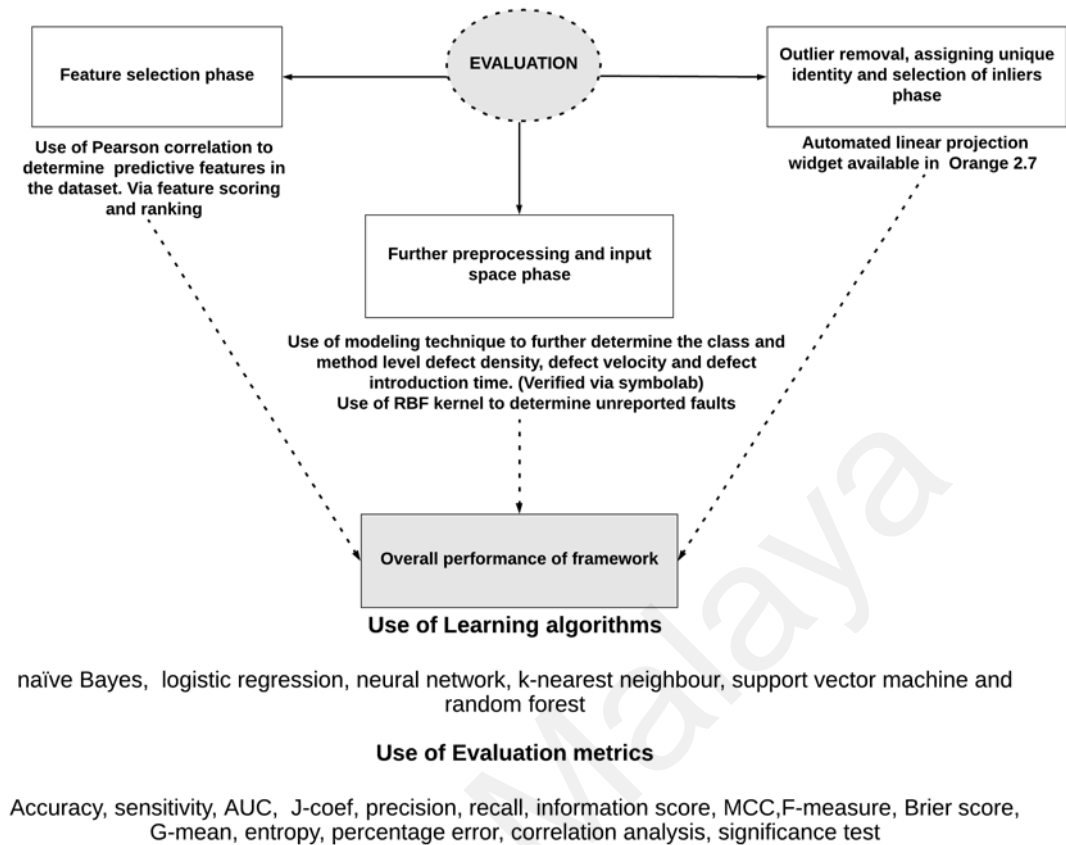 EVALUATION
Feature selection phase
Outlier removal, assigning unique
identity and selection of inliers
phase
Use of Pearson correlation to
determine predictive features in
the dataset. Via feature scoring
and ranking
Automated linear projection
widget available in Orange 2.7
Further preprocessing and input
space phase
Use of modeling technique to further determine the class and
method level defect density, defect velocity and defect
introduction time. (Verified via symbolab)
Use of RBF kernel to determine unreported faults
Overall performance of framework
Use of Learning algorithms
naïve Bayes, logistic regression, neural network, k-nearest neighbour, support vector machine and
random forest
Use of Evaluation metrics
Accuracy, sensitivity, AUC, J-coef, precision, recall, information score, MCC,F-measure, Brier score,
G-mean, entropy, percentage error, correlation analysis, significance test
Malaya